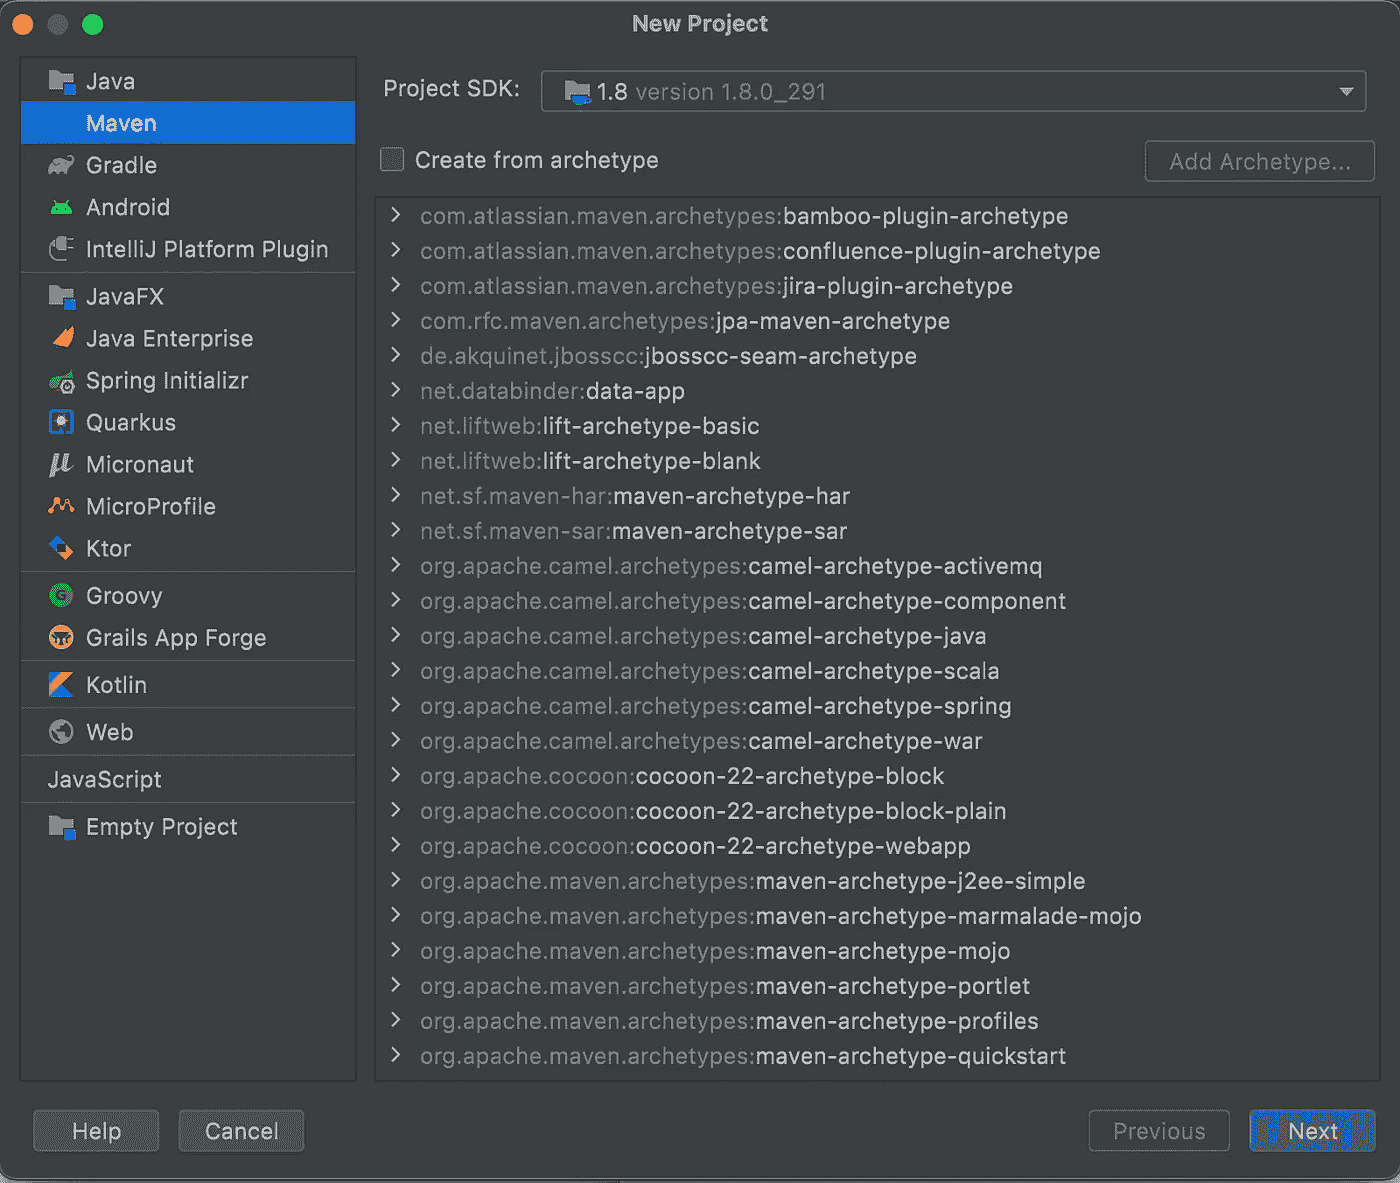 New Project
Java
Maven
Gradle
Android
IntelliJ Platform Plugin
JavaFX
Java Enterprise
Spring Initializr
Quarkus
Micronaut
MicroProfile
Ktor
Groovy
Grails App Forge
Kotlin
Web
JavaScript
Empty Project
Project SDK: 1.8 version 1.8.0_291
Create from archetype
Add Archetype...
com.atlassian.maven.archetypes:bamboo-plugin-archetype
com.atlassian.maven.archetypes:confluence-plugin-archetype
com.atlassian.maven.archetypes:jira-plugin-archetype
com.rfc.maven.archetypes:jpa-maven-archetype
de.akquinet.jbosscc:jbosscc-seam-archetype
net.databinder:data-app
net.liftweb:lift-archetype-basic
net.liftweb:lift-archetype-blank
net.sf.maven-har:maven-archetype-har
net.sf.maven-sar:maven-archetype-sar
org.apache.camel.archetypes:camel-archetype-activemq
org.apache.camel.archetypes:camel-archetype-component
org.apache.camel.archetypes:camel-archetype-java
org.apache.camel.archetypes:camel-archetype-scala
org.apache.camel.archetypes:camel-archetype-spring
org.apache.camel.archetypes:camel-archetype-war
org.apache.cocoon:cocoon-22-archetype-block
org.apache.cocoon:cocoon-22-archetype-block-plain
org.apache.cocoon:cocoon-22-archetype-webapp
org.apache.maven.archetypes:maven-archetype-j2ee-simple
org.apache.maven.archetypes:maven-archetype-marmalade-mojo
org.apache.maven.archetypes:maven-archetype-mojo
org.apache.maven.archetypes:maven-archetype-portlet
org.apache.maven.archetypes:maven-archetype-profiles
org.apache.maven.archetypes:maven-archetype-quickstart
Help
Cancel
Previous
Next